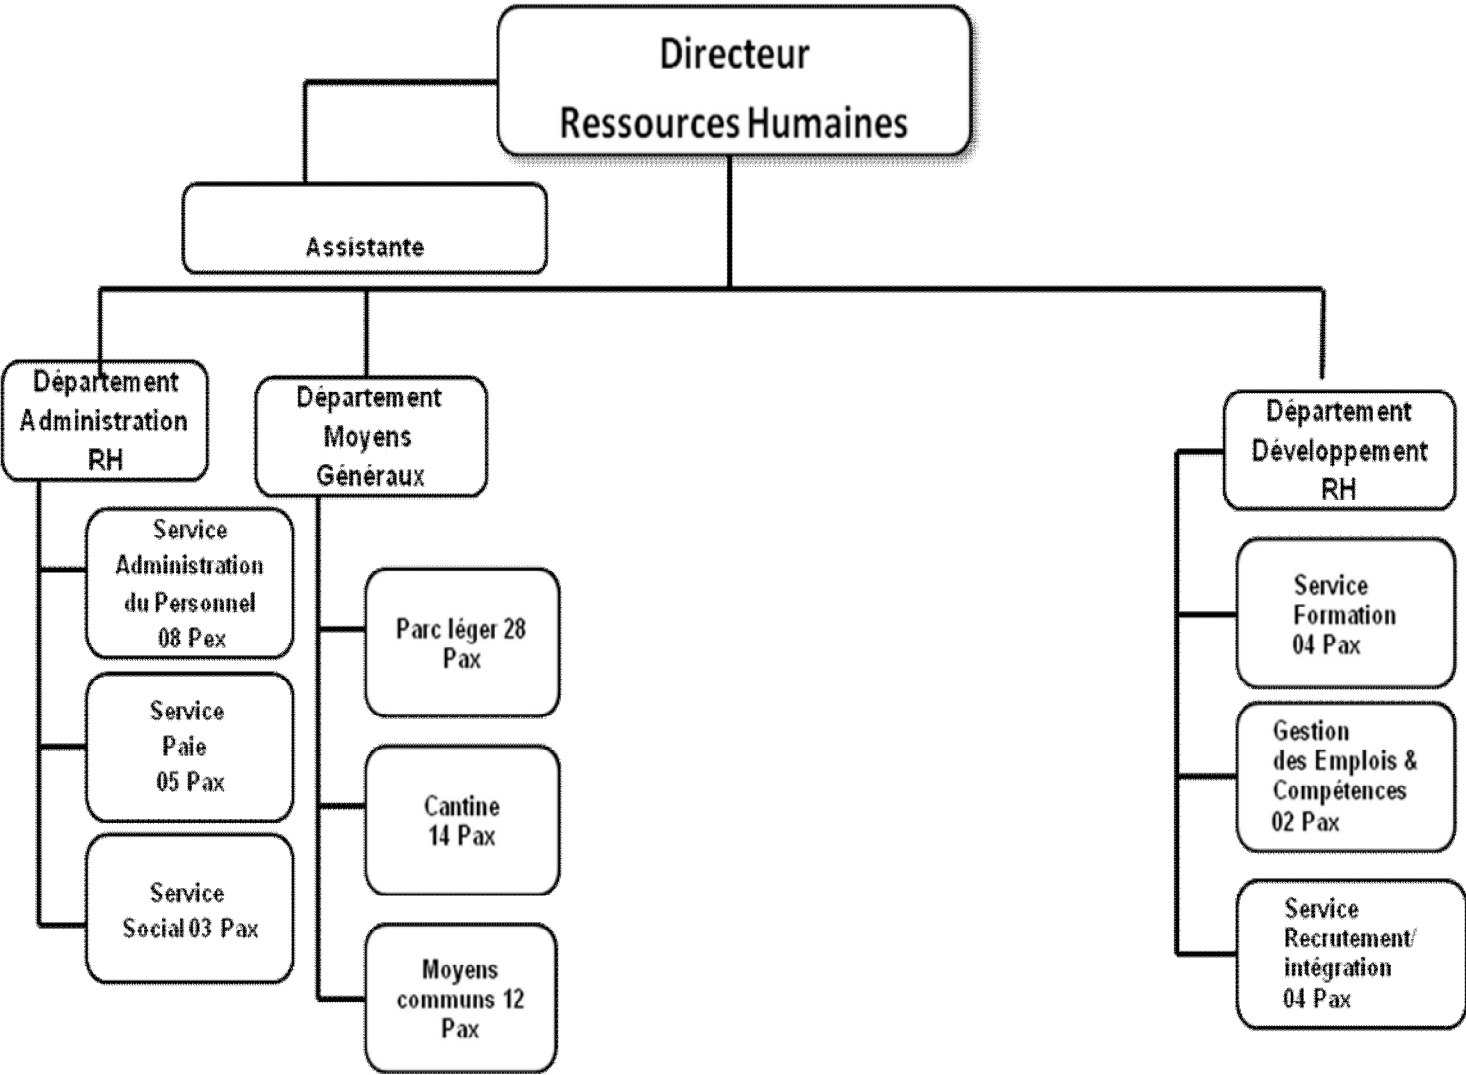 Directeur
Ressources Humaines
Assistante
Département
Administration
RH
Service
Administration
du Personnel
08 Pex
Service
Paie
05 Pax
Service
Social 03 Pax
Département
Moyens
Généraux
Parc léger 28
Pax
Cantine
14 Pax
Moyens
communs 12
Pax
Département
Développement
RH
Service
Formation
04 Pax
Gestion
des Emplois &
Compétences
02 Pax
Service
Recrutement/
intégration
04 Pax